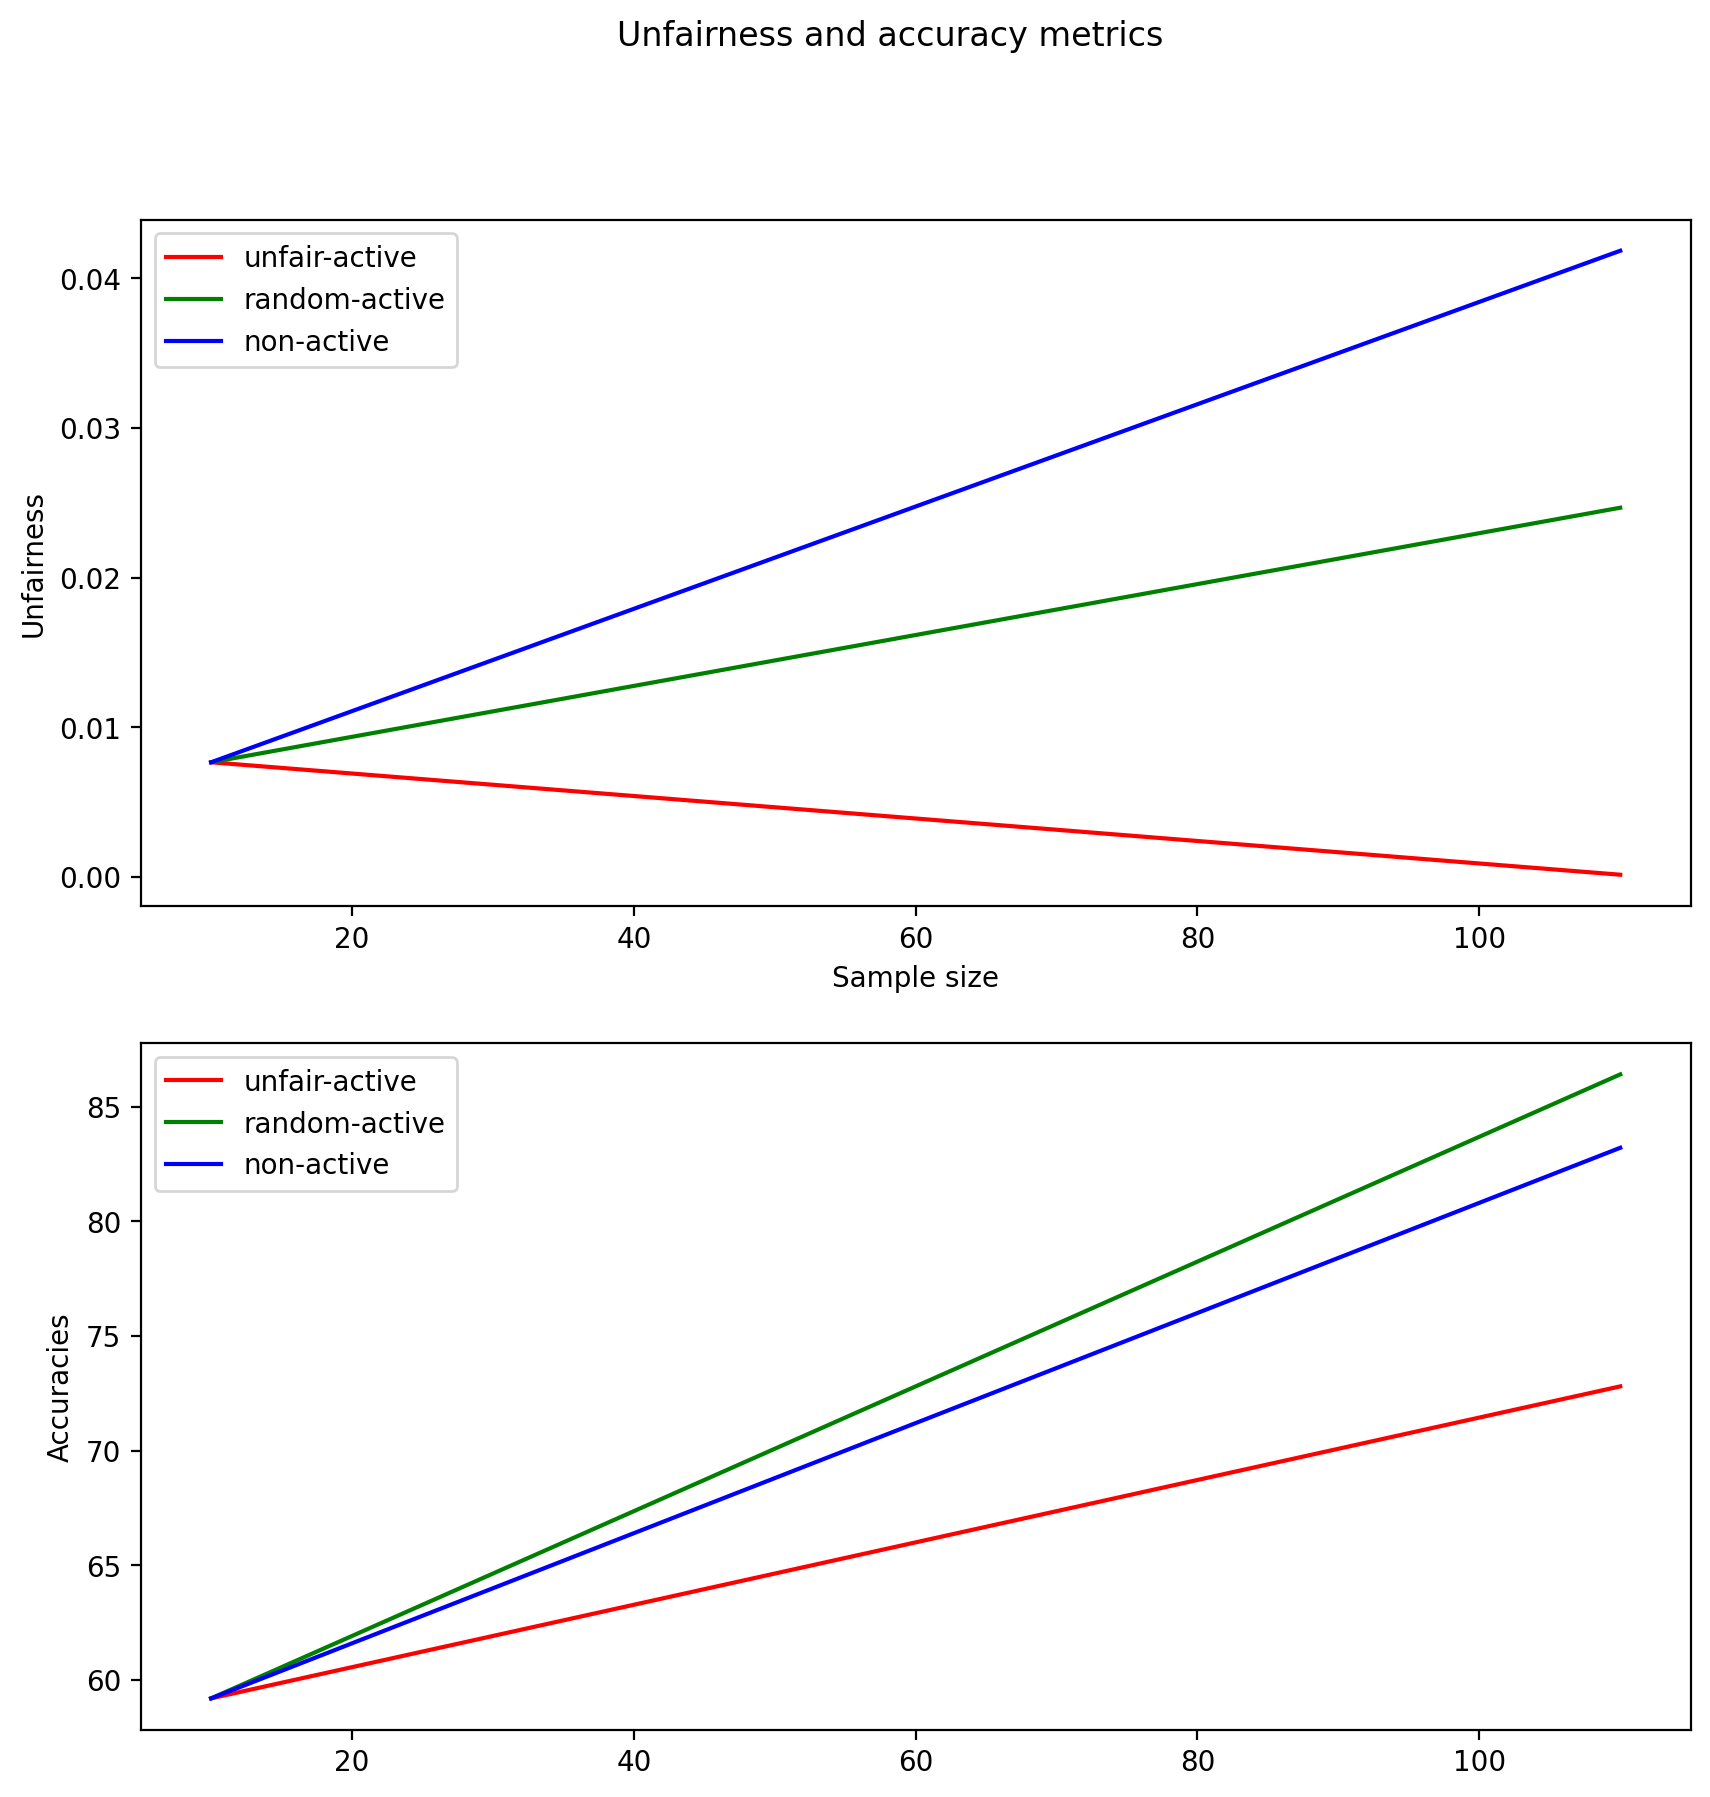 Unfairness and accuracy metrics
unfair-active
random-active
non-active
0.04
0.03
0.02
0.01
0.00
Unfairness
20 40 60 80 100
Sample size
unfair-active
random-active
non-active
85
80
75
70
65
60
Accuracies
20 40 60 80 100